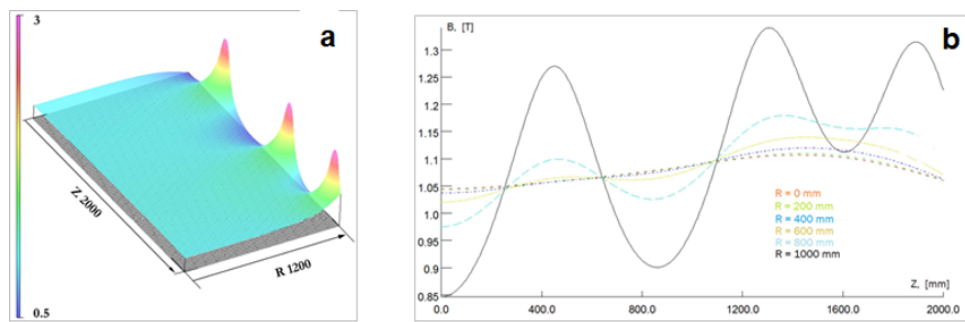 3
a
Z 2000
R 1200
0.5
B, [T]
b
1.3
1.25
1.2
1.15
1.1
1.05
1.0
0.95
0.9
0.85
R = 0 mm
R = 200 mm
R = 400 mm
R = 600 mm
R = 800 mm
R = 1000 mm
Z, [mm]
0.0
400.0
800.0
1200.0
1600.0
2000.0